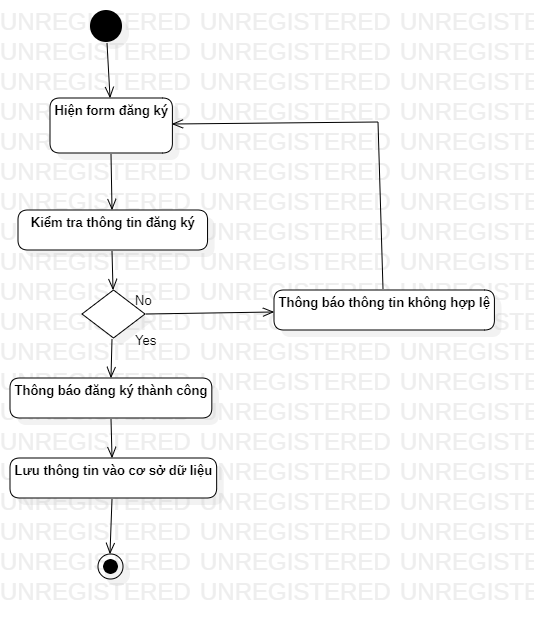 Hiện form đăng ký
Kiểm tra thông tin đăng ký
No
Thông báo thông tin không hợp lệ
Yes
Thông báo đăng ký thành công
Lưu thông tin vào cơ sở dữ liệu
UNREGISTERED UNREGISTERED UNREGISTERED